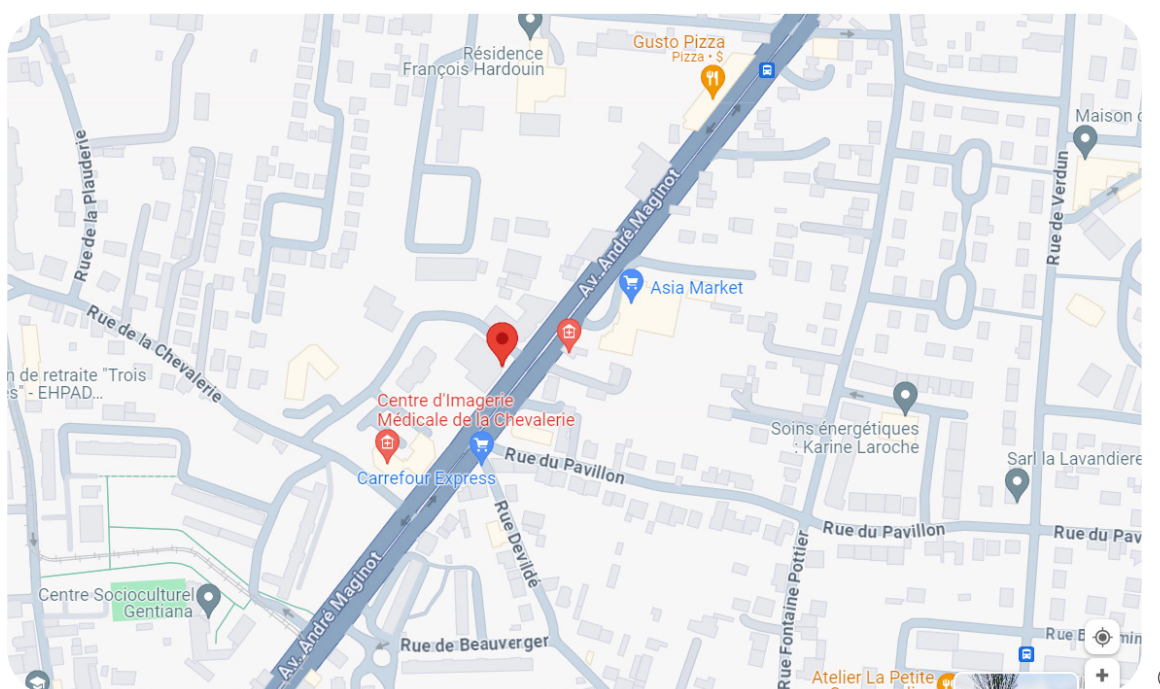 Gusto Pizza
Pizza • $
Résidence
François Hardouin
Maison
Rue de la Plauderie
Av. André Maginot
Rue de Verdun
Asia Market
Rue de la Chevalerie
n de retraite "Trois
s" - EHPAD...
Centre d'Imagerie
Médicale de la Chevalerie
Carrefour Express
Soins énergétiques
: Karine Laroche
Sarl la Lavandiere
Rue du Pavillon
Rue du Pavillon
Rue du Pav
Rue Devildé
Rue Fontaine Pottier
Av. André Maginot
Centre Socioculturel
Gentiana
Rue de Beauverger
Rue
Atelier La Petite